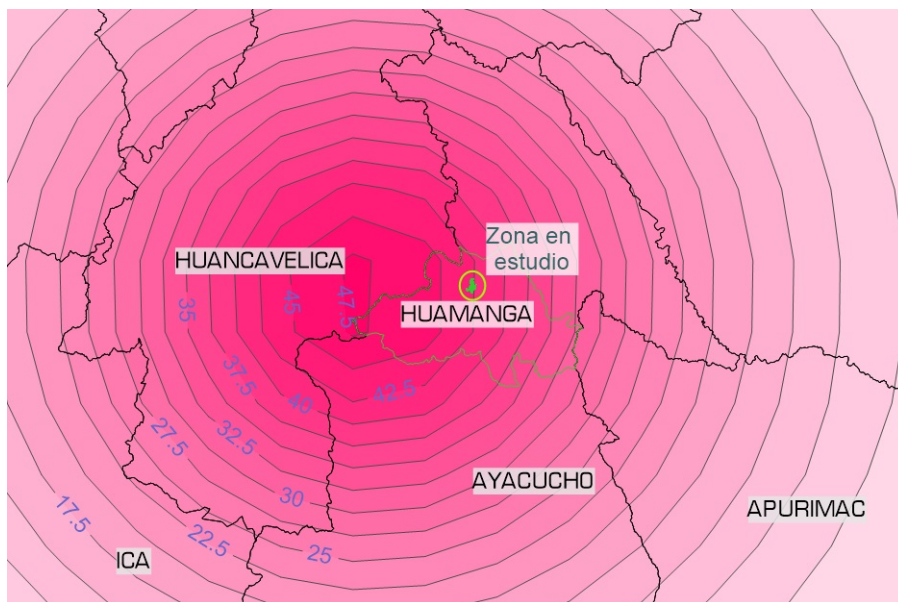 Zona en
estudio
HUANCAVELICA
HUAMANGA
45
47.5
35
37.5
40
42.5
27.5
32.5
AYACUCHO
30
17.5
22.5
25
APURIMAC
ICA